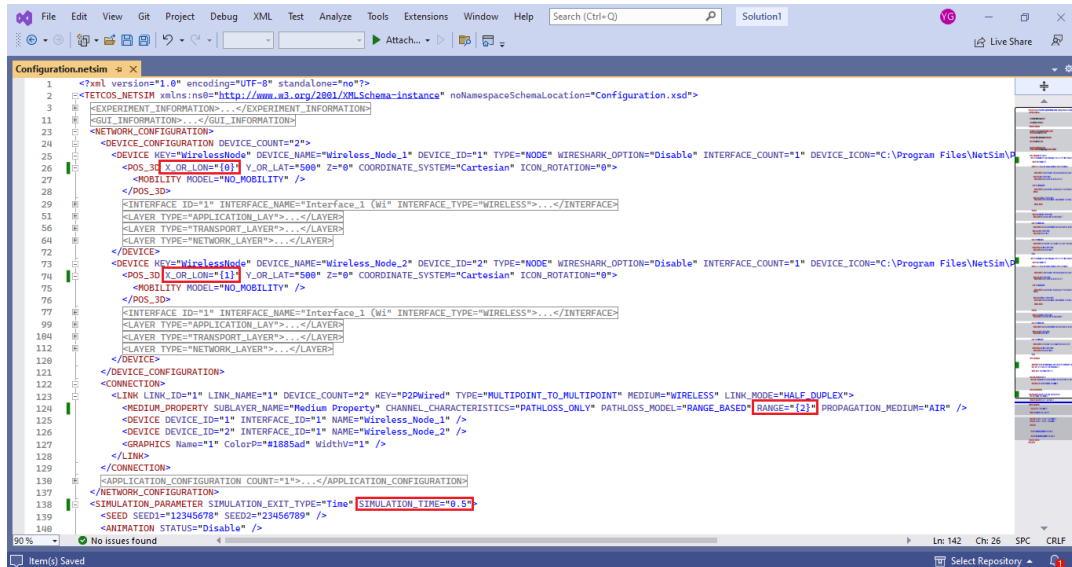 File Edit View Git Project Debug XML Test Analyze Tools Extensions Window Help Search (Ctrl+Q) Solution1 YG
Attach... Live Share
Configuration.netsim
1 <?xml version="1.0" encoding="UTF-8" standalone="no"?>
2 <TETCOS_NETSIM xmlns:ns0="http://www.w3.org/2001/XMLSchema-instance" noNamespaceSchemaLocation="Configuration.xsd">
3 <EXPERIMENT_INFORMATION>...</EXPERIMENT_INFORMATION>
11 <GUI_INFORMATION>...</GUI_INFORMATION>
23 <NETWORK_CONFIGURATION>
24 <DEVICE_CONFIGURATION DEVICE_COUNT="2">
25 <DEVICE KEY="WirelessNode" DEVICE_NAME="Wireless_Node_1" DEVICE_ID="1" TYPE="NODE" WIRESHARK_OPTION="Disable" INTERFACE_COUNT="1" DEVICE_ICON="C:\Program Files\NetSim\P
26 <POS_3D X_OR_LON="{0}" Y_OR_LAT="500" Z="0" COORDINATE_SYSTEM="Cartesian" ICON_ROTATION="0">
27 <MOBILITY MODEL="NO_MOBILITY" />
28 </POS_3D>
29 <INTERFACE ID="1" INTERFACE_NAME="Interface_1 (Wi" INTERFACE_TYPE="WIRELESS">...</INTERFACE>
51 <LAYER TYPE="APPLICATION_LAY">...</LAYER>
56 <LAYER TYPE="TRANSPORT_LAYER">...</LAYER>
64 <LAYER TYPE="NETWORK_LAYER">...</LAYER>
72 </DEVICE>
73 <DEVICE KEY="WirelessNode" DEVICE_NAME="Wireless_Node_2" DEVICE_ID="2" TYPE="NODE" WIRESHARK_OPTION="Disable" INTERFACE_COUNT="1" DEVICE_ICON="C:\Program Files\NetSim\P
74 <POS_3D X_OR_LON="{1}" Y_OR_LAT="500" Z="0" COORDINATE_SYSTEM="Cartesian" ICON_ROTATION="0">
75 <MOBILITY MODEL="NO_MOBILITY" />
76 </POS_3D>
77 <INTERFACE ID="1" INTERFACE_NAME="Interface_1 (Wi" INTERFACE_TYPE="WIRELESS">...</INTERFACE>
99 <LAYER TYPE="APPLICATION_LAY">...</LAYER>
104 <LAYER TYPE="TRANSPORT_LAYER">...</LAYER>
112 <LAYER TYPE="NETWORK_LAYER">...</LAYER>
120 </DEVICE>
121 </DEVICE_CONFIGURATION>
122 <CONNECTION>
123 <LINK LINK_ID="1" LINK_NAME="1" DEVICE_COUNT="2" KEY="P2PWired" TYPE="MULTIPOINT_TO_MULTIPOINT" MEDIUM="WIRELESS" LINK_MODE="HALF_DUPLEX">
124 <MEDIUM_PROPERTY SUBLAYER_NAME="Medium Property" CHANNEL_CHARACTERISTICS="PATHLOSS_ONLY" PATHLOSS_MODEL="RANGE_BASED" RANGE="{2}" PROPAGATION_MEDIUM="AIR" />
125 <DEVICE DEVICE_ID="1" INTERFACE_ID="1" NAME="Wireless_Node_1" />
126 <DEVICE DEVICE_ID="2" INTERFACE_ID="1" NAME="Wireless_Node_2" />
127 <GRAPHICS Name="1" ColorP="#1885ad" WidthV="1" />
128 </LINK>
129 </CONNECTION>
130 <APPLICATION_CONFIGURATION COUNT="1">...</APPLICATION_CONFIGURATION>
137 </NETWORK_CONFIGURATION>
138 <SIMULATION_PARAMETER SIMULATION_EXIT_TYPE="Time" SIMULATION_TIME="0.5">
139 <SEED SEED1="12345678" SEED2="23456789" />
140 <ANIMATION STATUS="Disable" />
90 % No issues found Ln: 142 Ch: 26 SPC CRLF
Item(s) Saved Select Repository 1